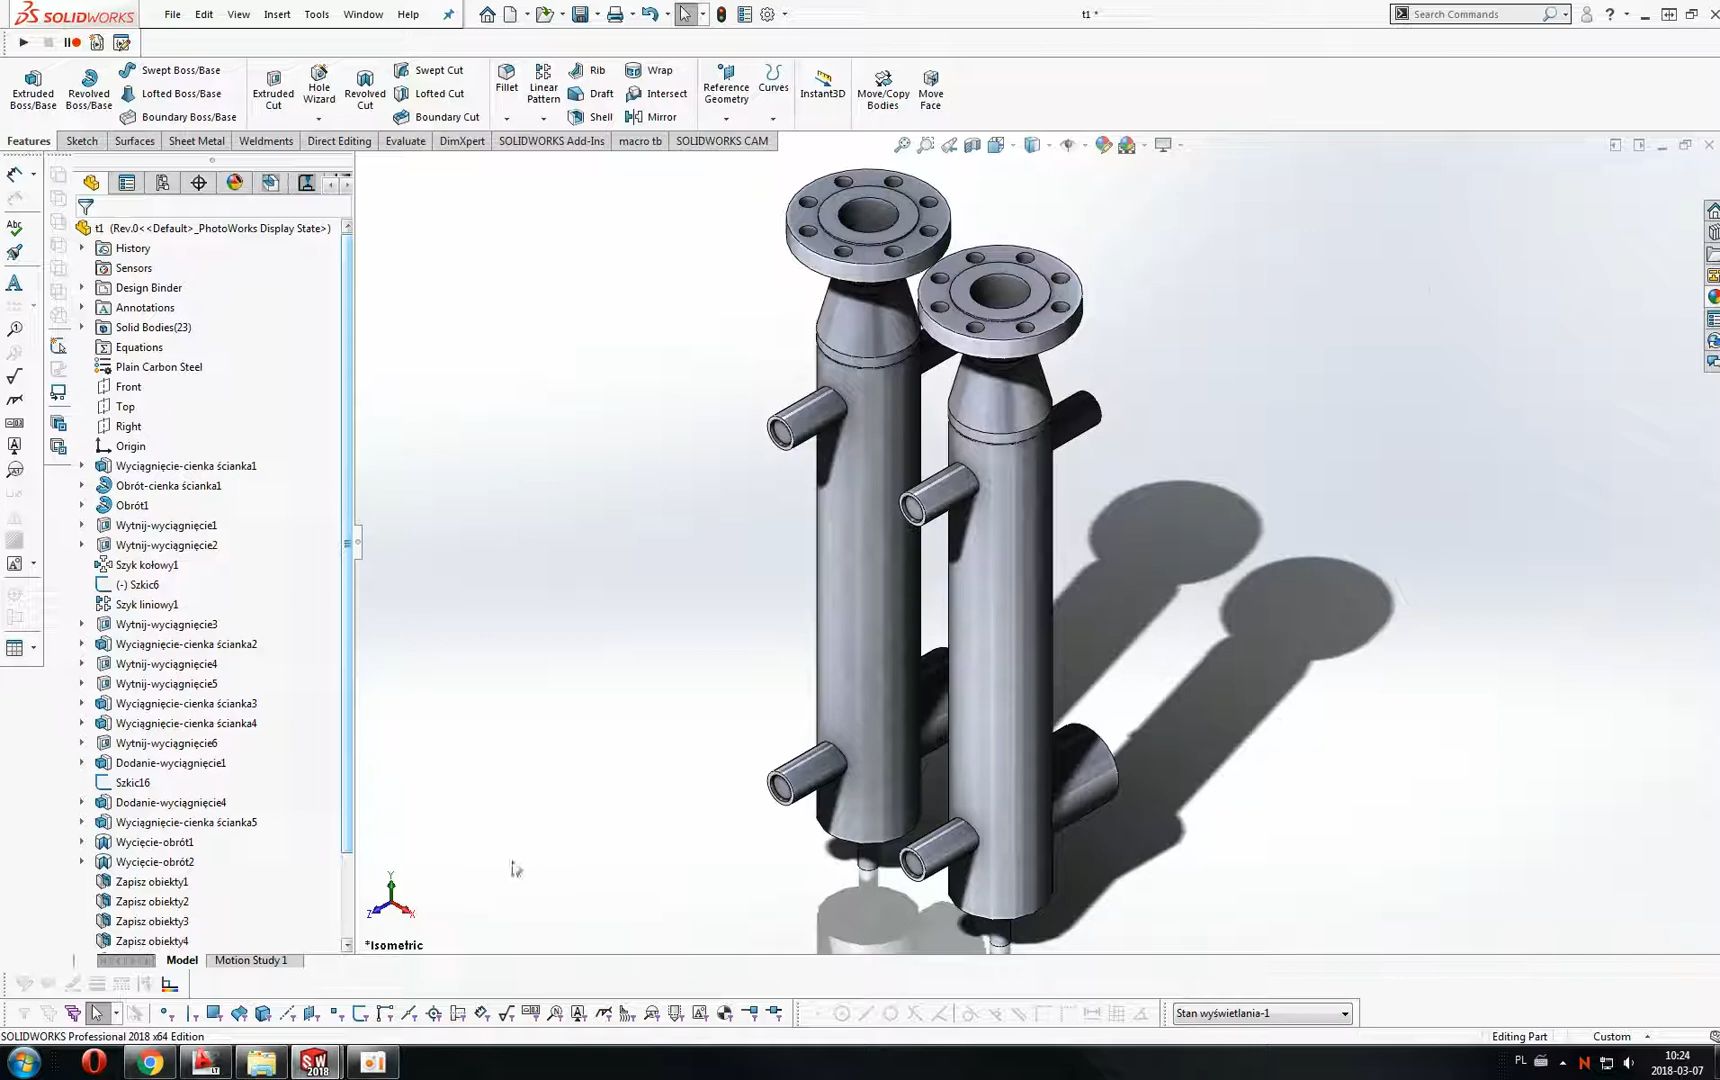 SOLIDWORKS
File Edit View Insert Tools Window Help
t1 *
Search Commands
Extruded Boss/Base
Revolved Boss/Base
Swept Boss/Base
Lofted Boss/Base
Boundary Boss/Base
Extruded Cut
Hole Wizard
Revolved Cut
Swept Cut
Lofted Cut
Boundary Cut
Fillet
Linear Pattern
Rib
Draft
Shell
Wrap
Intersect
Mirror
Reference Geometry
Curves
Instant3D
Move/Copy Bodies
Move Face
Features Sketch Surfaces Sheet Metal Weldments Direct Editing Evaluate DimXpert SOLIDWORKS Add-Ins macro tb SOLIDWORKS CAM
t1 (Rev.0<<Default>_PhotoWorks Display State>)
History
Sensors
Design Binder
Annotations
Solid Bodies(23)
Equations
Plain Carbon Steel
Front
Top
Right
Origin
Wyciągnięcie-cienka ścianka1
Obrót-cienka ścianka1
Obrót1
Wytnij-wyciągnięcie1
Wytnij-wyciągnięcie2
Szyk kołowy1
(-) Szkic6
Szyk liniowy1
Wytnij-wyciągnięcie3
Wyciągnięcie-cienka ścianka2
Wytnij-wyciągnięcie4
Wytnij-wyciągnięcie5
Wyciągnięcie-cienka ścianka3
Wyciągnięcie-cienka ścianka4
Wytnij-wyciągnięcie6
Dodanie-wyciągnięcie1
Szkic16
Dodanie-wyciągnięcie4
Wyciągnięcie-cienka ścianka5
Wycięcie-obrót1
Wycięcie-obrót2
Zapisz obiekty1
Zapisz obiekty2
Zapisz obiekty3
Zapisz obiekty4
Y
Z X
*Isometric
Model Motion Study 1
Stan wyświetlania-1
SOLIDWORKS Professional 2018 x64 Edition
Editing Part Custom
PL
10:24
2018-03-07